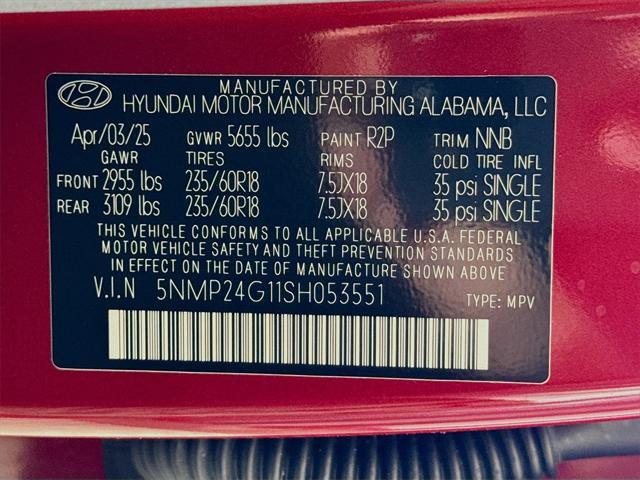 MANUFACTURED BY
HYUNDAI MOTOR MANUFACTURING ALABAMA, LLC
Apr/03/25 GVWR 5655 lbs PAINT R2P TRIM NNB
GAWR TIRES RIMS COLD TIRE INFL
FRONT 2955 lbs 235/60R18 7.5JX18 35 psi SINGLE
REAR 3109 lbs 235/60R18 7.5JX18 35 psi SINGLE
THIS VEHICLE CONFORMS TO ALL APPLICABLE U.S.A. FEDERAL
MOTOR VEHICLE SAFETY AND THEFT PREVENTION STANDARDS
IN EFFECT ON THE DATE OF MANUFACTURE SHOWN ABOVE
V.I.N 5NMP24G11SH053551 TYPE: MPV